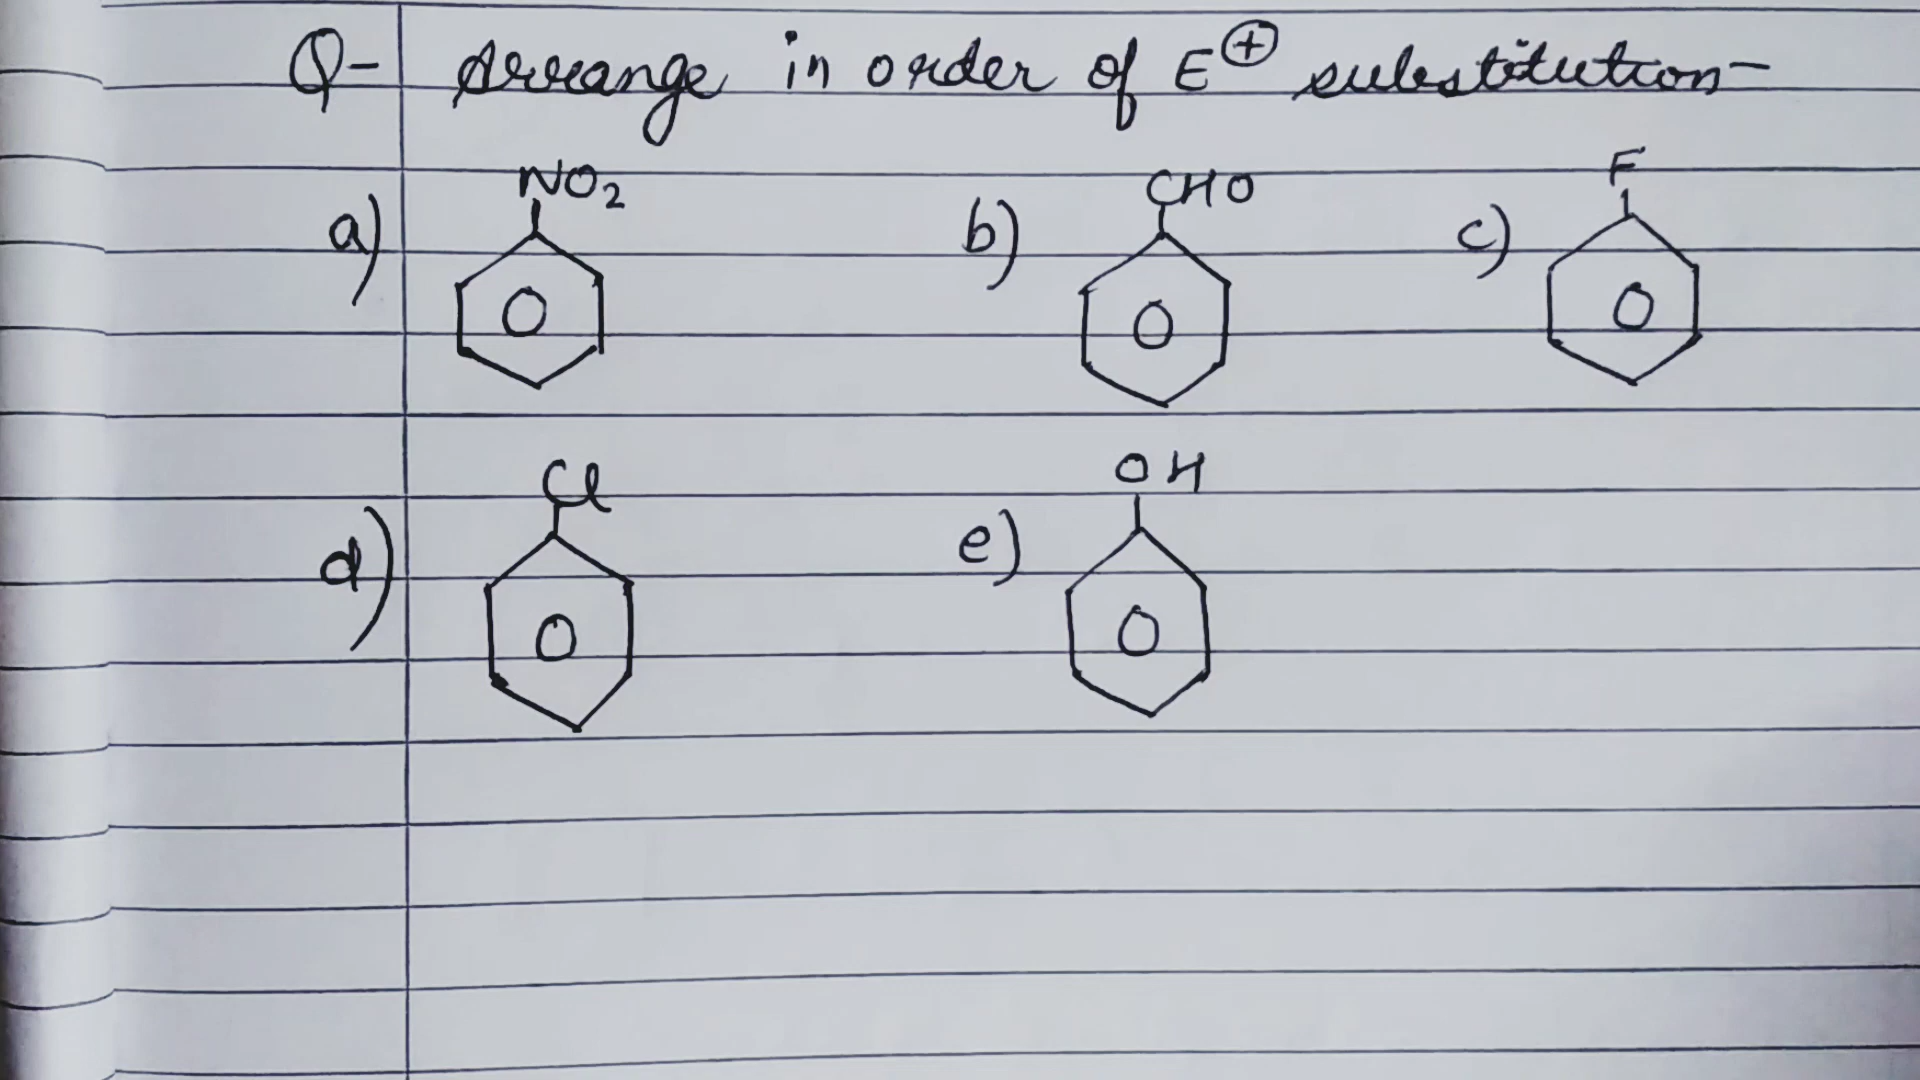 Q- Arrange in order of E⊕ substitution-
NO₂ CHO F
a) b) c)
Cl OH
d) e)